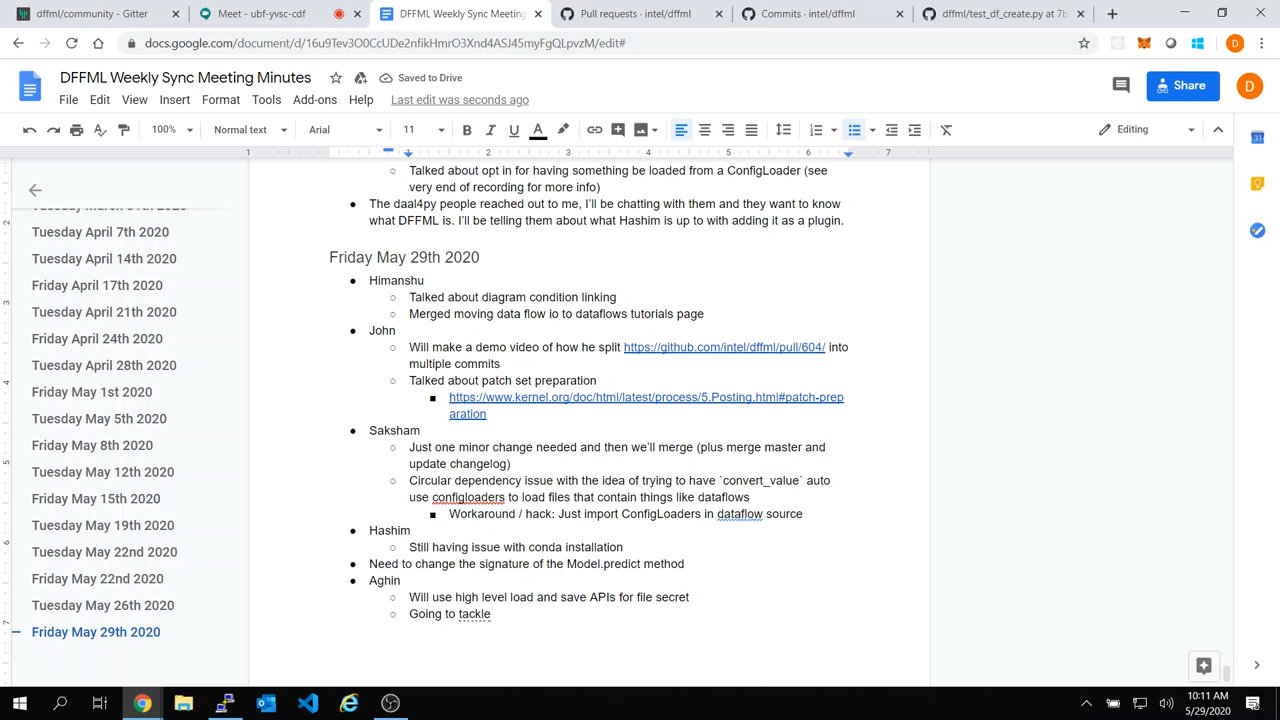 dffml/community - Gitter
Meet - ubf-yvsc-cdf
DFFML Weekly Sync Meeting
Pull requests · intel/dffml
Commits · intel/dffml
dffml/test_df_create.py at 7b
docs.google.com/document/d/16u9Tev3O0CcUDe2nfikHmrO3Xnd4ASJ45myFgQLpvzM/edit#
D
DFFML Weekly Sync Meeting Minutes
Saved to Drive
Share
D
File Edit View Insert Format Tools Add-ons Help Last edit was seconds ago
100% Normal text Arial 11 B I U A Editing
1 1 2 3 4 5 6 7
Tuesday April 7th 2020
Tuesday April 14th 2020
Friday April 17th 2020
Tuesday April 21th 2020
Friday April 24th 2020
Tuesday April 28th 2020
Friday May 1st 2020
Tuesday May 5th 2020
Friday May 8th 2020
Tuesday May 12th 2020
Friday May 15th 2020
Tuesday May 19th 2020
Tuesday May 22nd 2020
Friday May 22nd 2020
Tuesday May 26th 2020
Friday May 29th 2020
○ Talked about opt in for having something be loaded from a ConfigLoader (see
very end of recording for more info)
● The daal4py people reached out to me, I'll be chatting with them and they want to know
what DFFML is. I'll be telling them about what Hashim is up to with adding it as a plugin.
Friday May 29th 2020
● Himanshu
○ Talked about diagram condition linking
○ Merged moving data flow io to dataflows tutorials page
● John
○ Will make a demo video of how he split https://github.com/intel/dffml/pull/604/ into
multiple commits
○ Talked about patch set preparation
■ https://www.kernel.org/doc/html/latest/process/5.Posting.html#patch-prep
aration
● Saksham
○ Just one minor change needed and then we'll merge (plus merge master and
update changelog)
○ Circular dependency issue with the idea of trying to have `convert_value` auto
use configloaders to load files that contain things like dataflows
■ Workaround / hack: Just import ConfigLoaders in dataflow source
● Hashim
○ Still having issue with conda installation
● Need to change the signature of the Model.predict method
● Aghin
○ Will use high level load and save APIs for file secret
○ Going to tackle
10:11 AM
5/29/2020